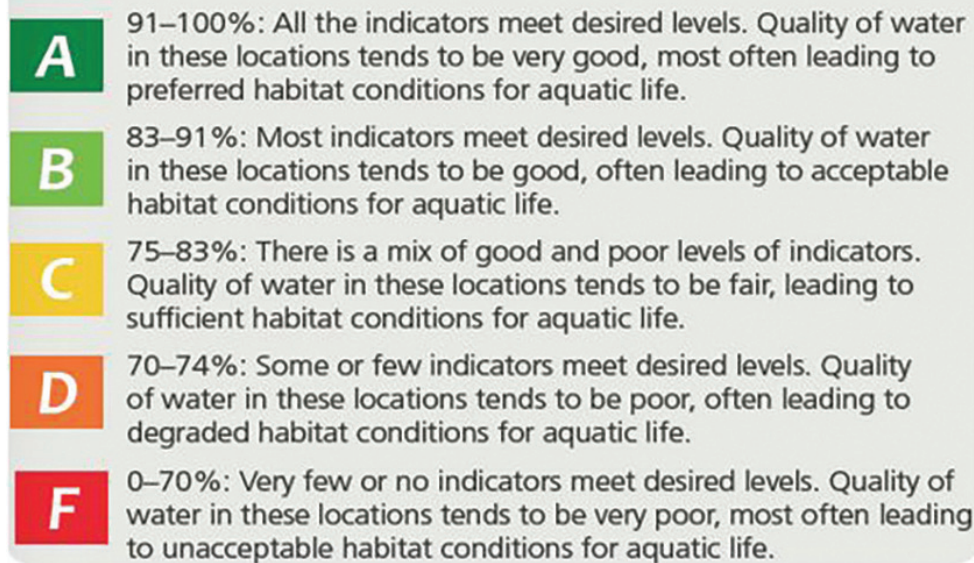 A
91–100%: All the indicators meet desired levels. Quality of water
in these locations tends to be very good, most often leading to
preferred habitat conditions for aquatic life.
B
83–91%: Most indicators meet desired levels. Quality of water
in these locations tends to be good, often leading to acceptable
habitat conditions for aquatic life.
C
75–83%: There is a mix of good and poor levels of indicators.
Quality of water in these locations tends to be fair, leading to
sufficient habitat conditions for aquatic life.
D
70–74%: Some or few indicators meet desired levels. Quality
of water in these locations tends to be poor, often leading to
degraded habitat conditions for aquatic life.
F
0–70%: Very few or no indicators meet desired levels. Quality of
water in these locations tends to be very poor, most often leading
to unacceptable habitat conditions for aquatic life.